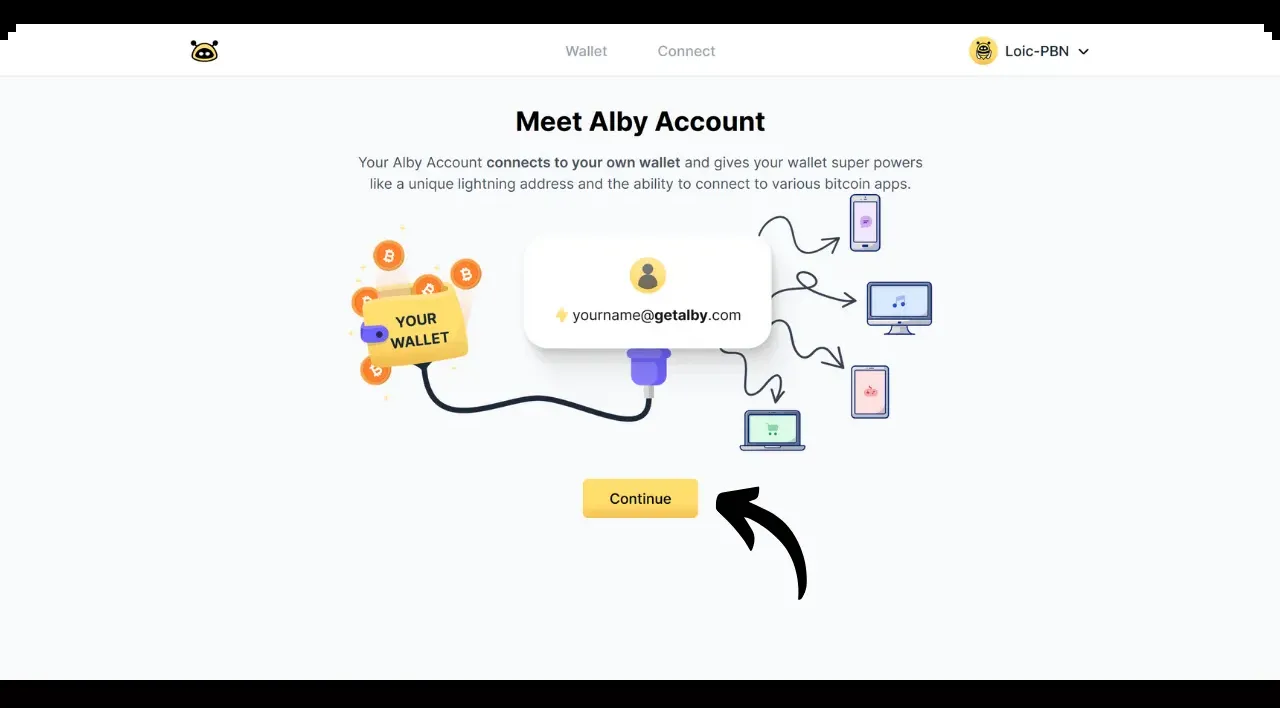 Wallet
Connect
Loic-PBN
Meet Alby Account
Your Alby Account connects to your own wallet and gives your wallet super powers
like a unique lightning address and the ability to connect to various bitcoin apps.
YOUR
WALLET
yourname@getalby.com
Continue